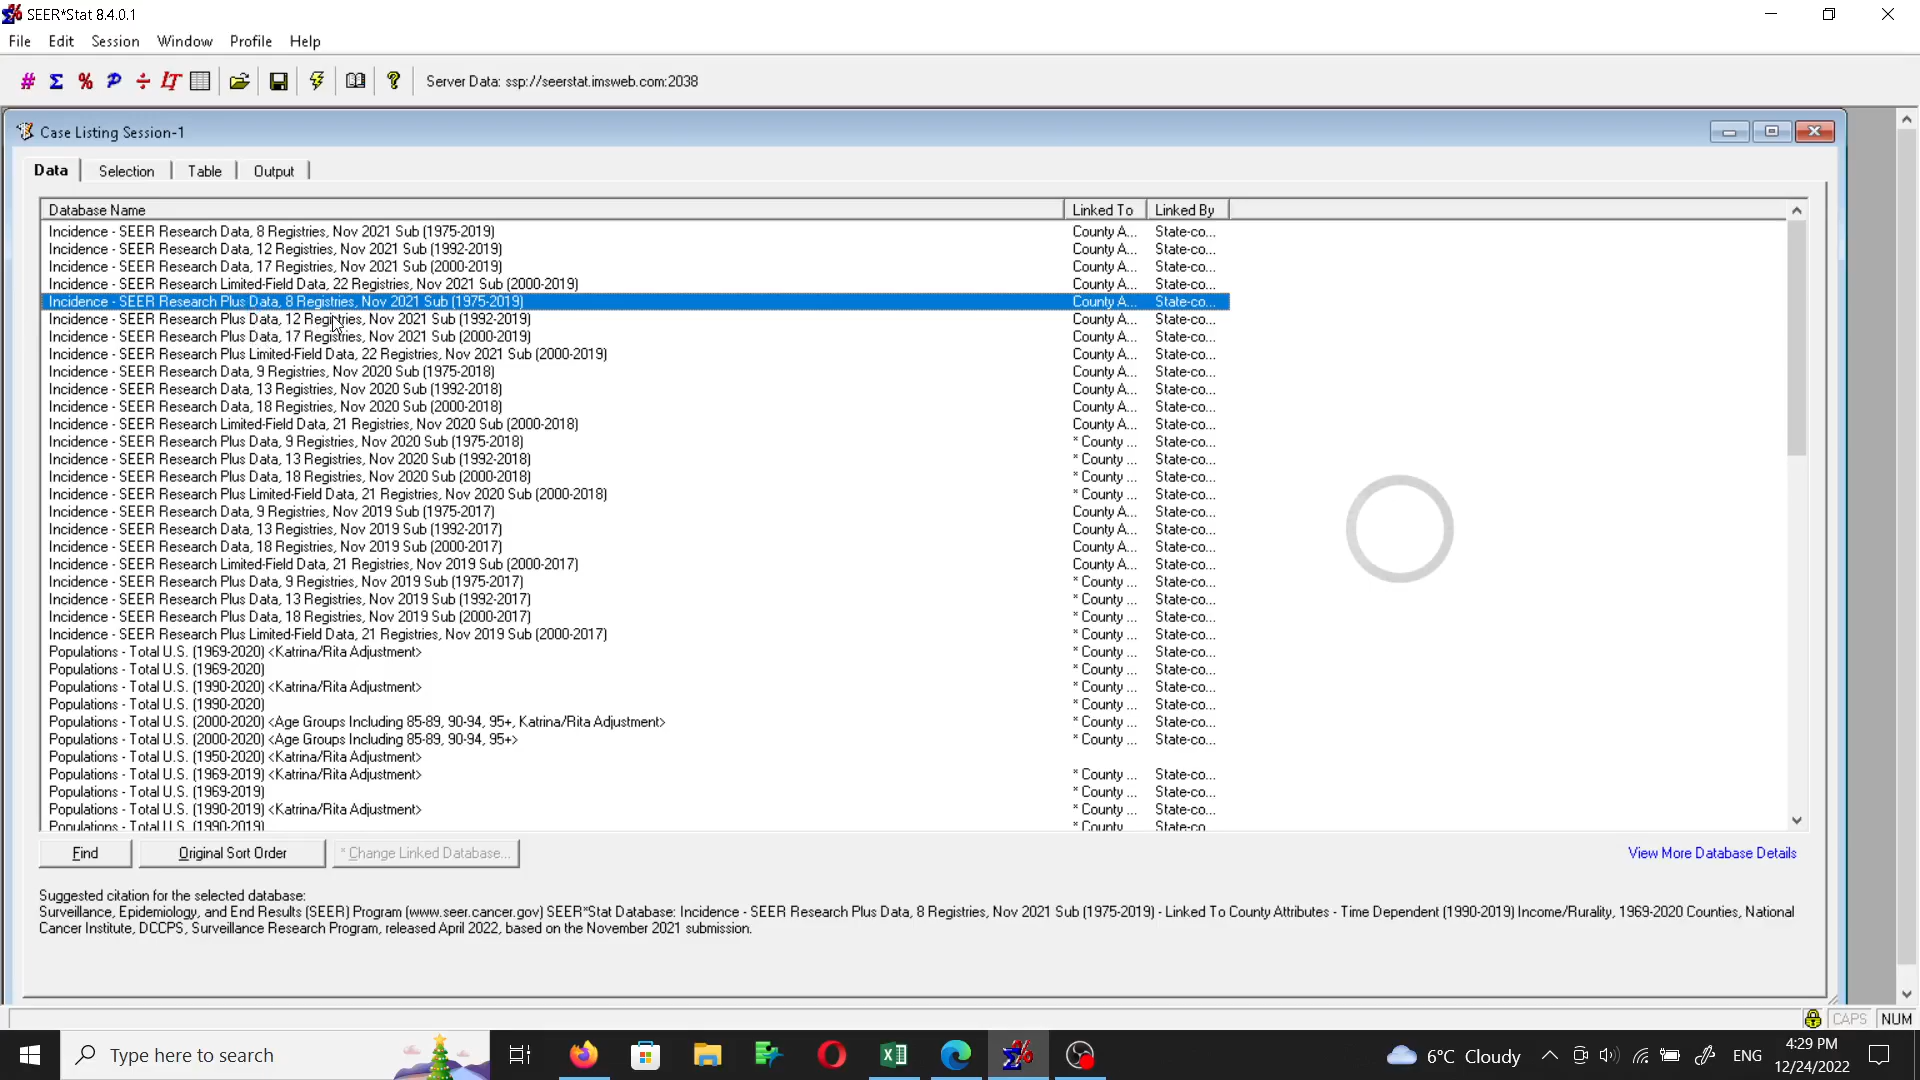 SEER*Stat 8.4.0.1
File Edit Session Window Profile Help
Server Data: ssp://seerstat.imsweb.com:2038
Case Listing Session-1
Data Selection Table Output
Database Name Linked To Linked By
Incidence - SEER Research Data, 8 Registries, Nov 2021 Sub (1975-2019) County A... State-co...
Incidence - SEER Research Data, 12 Registries, Nov 2021 Sub (1992-2019) County A... State-co...
Incidence - SEER Research Data, 17 Registries, Nov 2021 Sub (2000-2019) County A... State-co...
Incidence - SEER Research Limited-Field Data, 22 Registries, Nov 2021 Sub (2000-2019) County A... State-co...
Incidence - SEER Research Plus Data, 8 Registries, Nov 2021 Sub (1975-2019) County A... State-co...
Incidence - SEER Research Plus Data, 12 Registries, Nov 2021 Sub (1992-2019) County A... State-co...
Incidence - SEER Research Plus Data, 17 Registries, Nov 2021 Sub (2000-2019) County A... State-co...
Incidence - SEER Research Plus Limited-Field Data, 22 Registries, Nov 2021 Sub (2000-2019) County A... State-co...
Incidence - SEER Research Data, 9 Registries, Nov 2020 Sub (1975-2018) County A... State-co...
Incidence - SEER Research Data, 13 Registries, Nov 2020 Sub (1992-2018) County A... State-co...
Incidence - SEER Research Data, 18 Registries, Nov 2020 Sub (2000-2018) County A... State-co...
Incidence - SEER Research Limited-Field Data, 21 Registries, Nov 2020 Sub (2000-2018) County A... State-co...
Incidence - SEER Research Plus Data, 9 Registries, Nov 2020 Sub (1975-2018) * County ... State-co...
Incidence - SEER Research Plus Data, 13 Registries, Nov 2020 Sub (1992-2018) * County ... State-co...
Incidence - SEER Research Plus Data, 18 Registries, Nov 2020 Sub (2000-2018) * County ... State-co...
Incidence - SEER Research Plus Limited-Field Data, 21 Registries, Nov 2020 Sub (2000-2018) * County ... State-co...
Incidence - SEER Research Data, 9 Registries, Nov 2019 Sub (1975-2017) County A... State-co...
Incidence - SEER Research Data, 13 Registries, Nov 2019 Sub (1992-2017) County A... State-co...
Incidence - SEER Research Data, 18 Registries, Nov 2019 Sub (2000-2017) County A... State-co...
Incidence - SEER Research Limited-Field Data, 21 Registries, Nov 2019 Sub (2000-2017) County A... State-co...
Incidence - SEER Research Plus Data, 9 Registries, Nov 2019 Sub (1975-2017) * County ... State-co...
Incidence - SEER Research Plus Data, 13 Registries, Nov 2019 Sub (1992-2017) * County ... State-co...
Incidence - SEER Research Plus Data, 18 Registries, Nov 2019 Sub (2000-2017) * County ... State-co...
Incidence - SEER Research Plus Limited-Field Data, 21 Registries, Nov 2019 Sub (2000-2017) * County ... State-co...
Populations - Total U.S. (1969-2020) <Katrina/Rita Adjustment> * County ... State-co...
Populations - Total U.S. (1969-2020) * County ... State-co...
Populations - Total U.S. (1990-2020) <Katrina/Rita Adjustment> * County ... State-co...
Populations - Total U.S. (1990-2020) * County ... State-co...
Populations - Total U.S. (2000-2020) <Age Groups Including 85-89, 90-94, 95+, Katrina/Rita Adjustment> * County ... State-co...
Populations - Total U.S. (2000-2020) <Age Groups Including 85-89, 90-94, 95+> * County ... State-co...
Populations - Total U.S. (1950-2020) <Katrina/Rita Adjustment>
Populations - Total U.S. (1969-2019) <Katrina/Rita Adjustment> * County ... State-co...
Populations - Total U.S. (1969-2019) * County ... State-co...
Populations - Total U.S. (1990-2019) <Katrina/Rita Adjustment> * County ... State-co...
Populations - Total U.S. (1990-2019) * County State-co
Find Original Sort Order * Change Linked Database... View More Database Details
Suggested citation for the selected database:
Surveillance, Epidemiology, and End Results (SEER) Program (www.seer.cancer.gov) SEER*Stat Database: Incidence - SEER Research Plus Data, 8 Registries, Nov 2021 Sub (1975-2019) - Linked To County Attributes - Time Dependent (1990-2019) Income/Rurality, 1969-2020 Counties, National
Cancer Institute, DCCPS, Surveillance Research Program, released April 2022, based on the November 2021 submission.
CAPS NUM
Type here to search 6°C Cloudy ENG 4:29 PM
12/24/2022